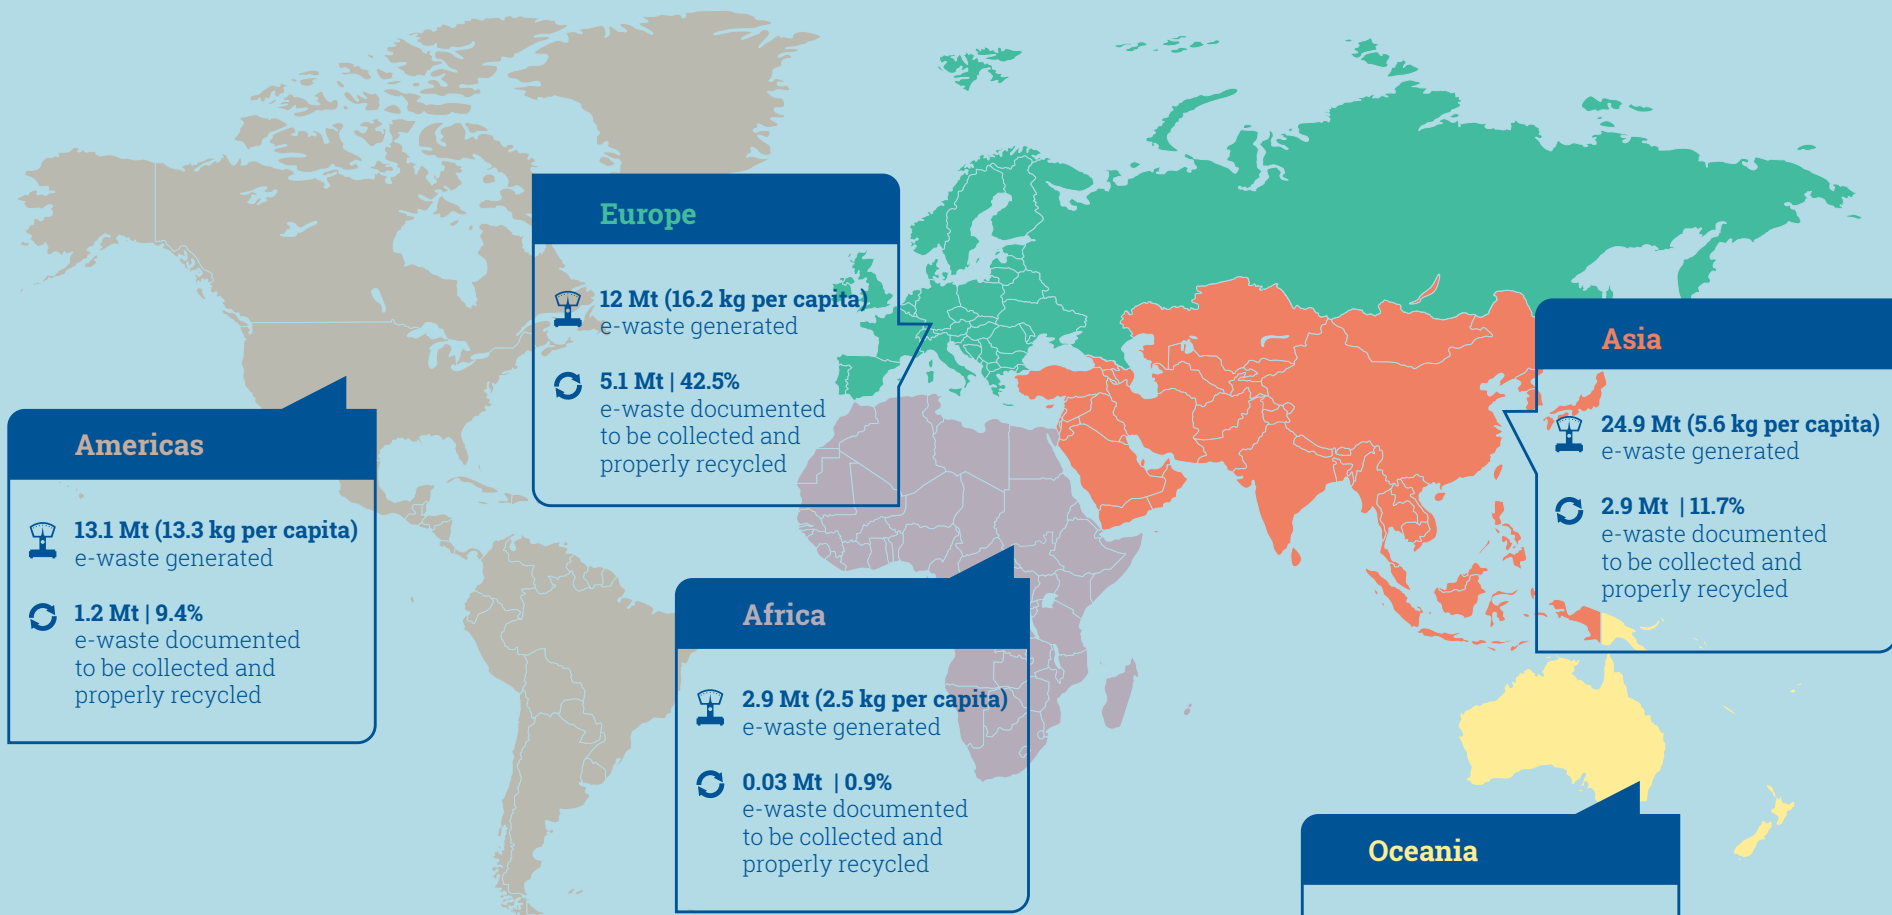 Europe
12 Mt (16.2 kg per capita)
e-waste generated
5.1 Mt | 42.5%
e-waste documented
to be collected and
properly recycled
Asia
24.9 Mt (5.6 kg per capita)
e-waste generated
2.9 Mt | 11.7%
e-waste documented
to be collected and
properly recycled
Americas
13.1 Mt (13.3 kg per capita)
e-waste generated
1.2 Mt | 9.4%
e-waste documented
to be collected and
properly recycled
Africa
2.9 Mt (2.5 kg per capita)
e-waste generated
0.03 Mt | 0.9%
e-waste documented
to be collected and
properly recycled
Oceania